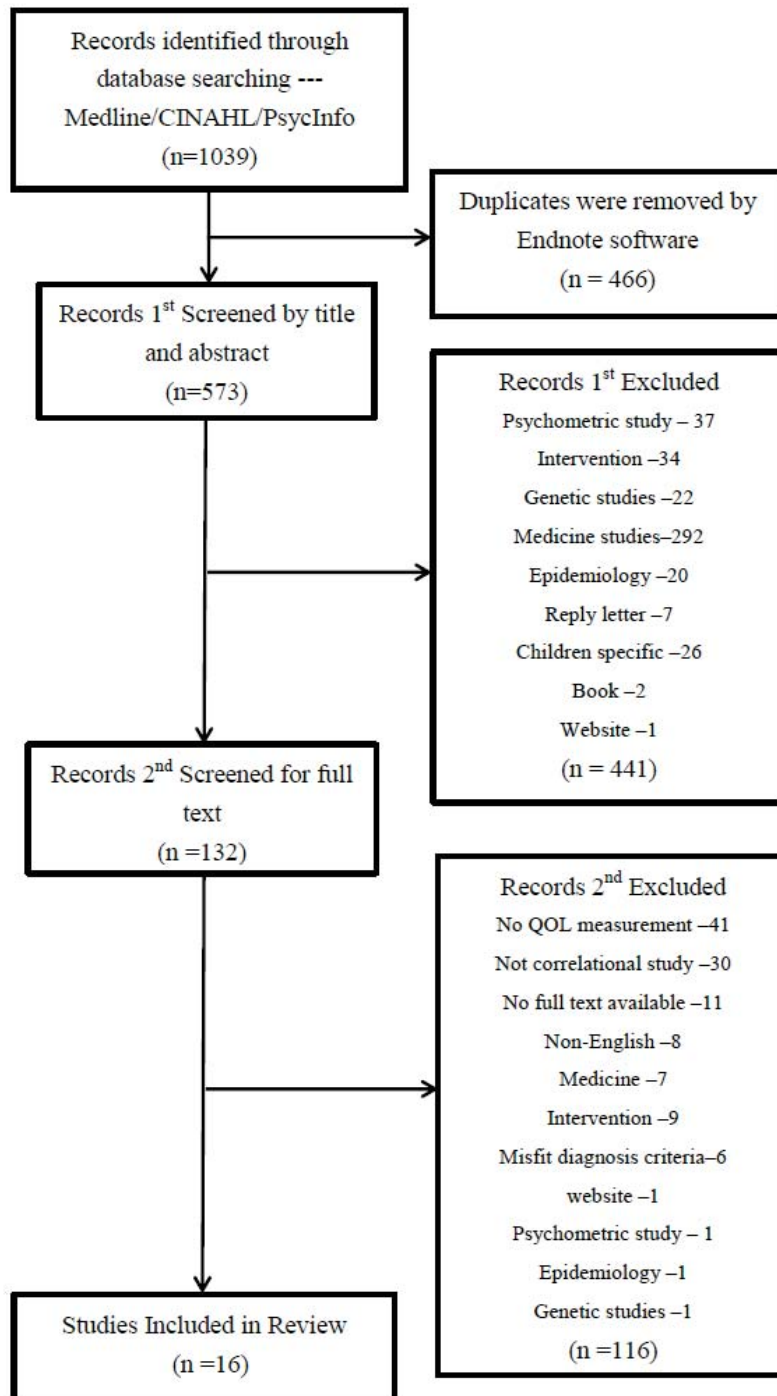 Records identified through
database searching ---
Medline/CINAHL/PsycInfo
(n=1039)
Duplicates were removed by
Endnote software
(n = 466)
Records 1st Screened by title
and abstract
(n=573)
Records 1st Excluded
Psychometric study – 37
Intervention –34
Genetic studies –22
Medicine studies–292
Epidemiology –20
Reply letter –7
Children specific –26
Book –2
Website –1
(n = 441)
Records 2nd Screened for full
text
(n =132)
Records 2nd Excluded
No QOL measurement –41
Not correlational study –30
No full text available –11
Non-English –8
Medicine –7
Intervention –9
Misfit diagnosis criteria–6
website –1
Psychometric study – 1
Epidemiology –1
Genetic studies –1
(n =116)
Studies Included in Review
(n =16)